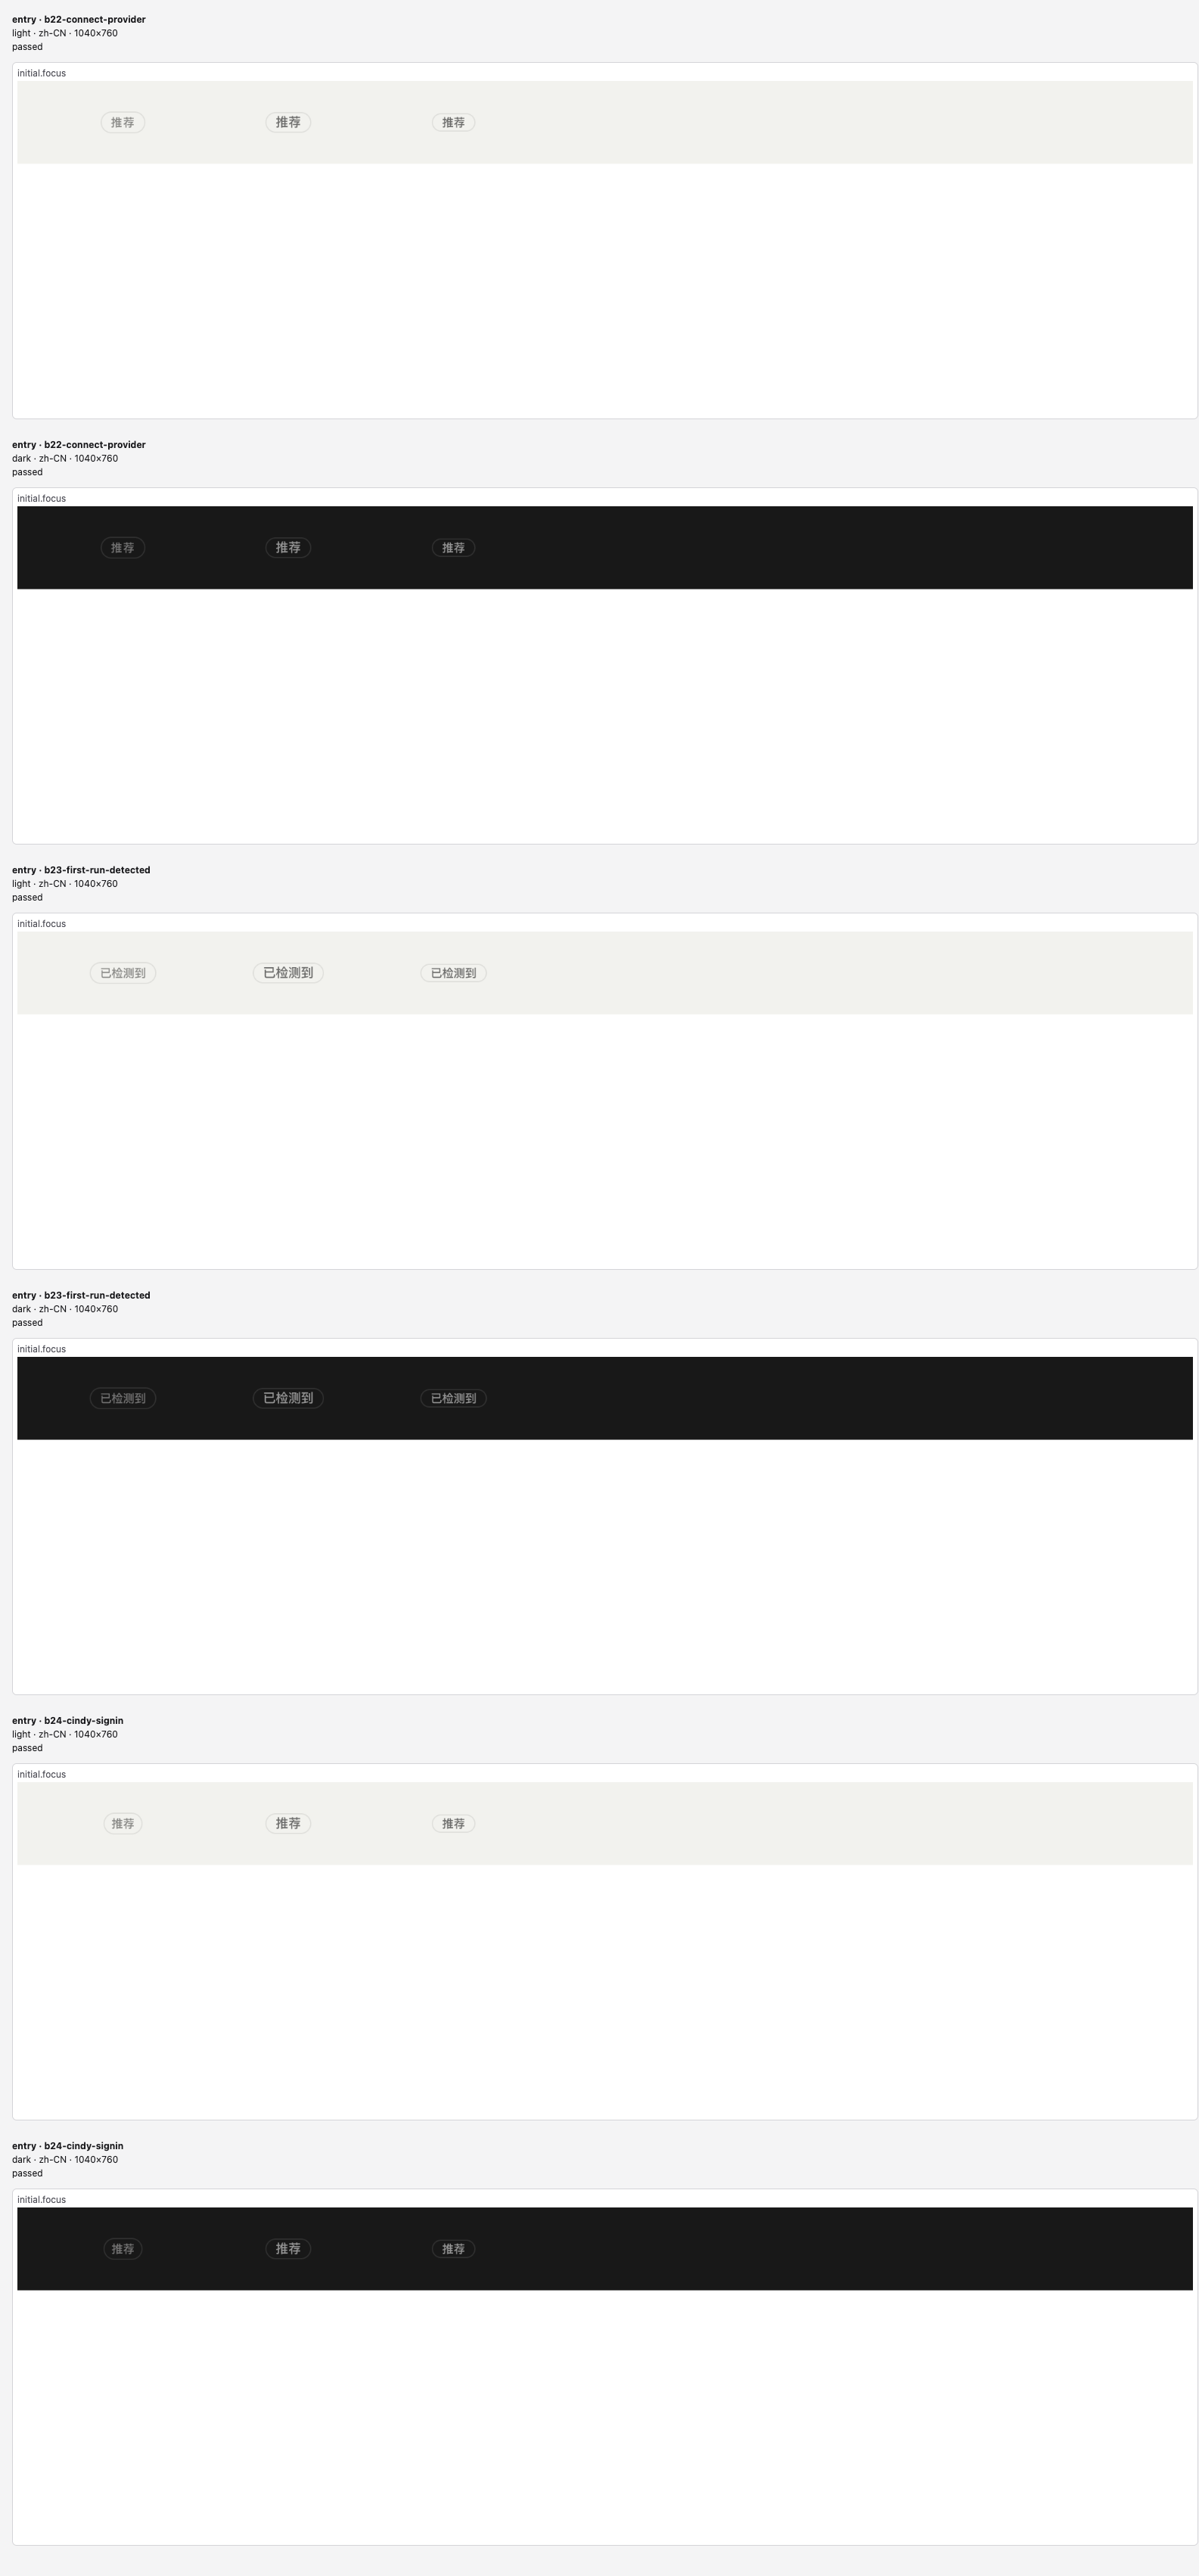 entry · b22-connect-provider
light · zh-CN · 1040×760
passed
initial.focus
推荐 推荐 推荐
entry · b22-connect-provider
dark · zh-CN · 1040×760
passed
initial.focus
推荐 推荐 推荐
entry · b23-first-run-detected
light · zh-CN · 1040×760
passed
initial.focus
已检测到 已检测到 已检测到
entry · b23-first-run-detected
dark · zh-CN · 1040×760
passed
initial.focus
已检测到 已检测到 已检测到
entry · b24-cindy-signin
light · zh-CN · 1040×760
passed
initial.focus
推荐 推荐 推荐
entry · b24-cindy-signin
dark · zh-CN · 1040×760
passed
initial.focus
推荐 推荐 推荐